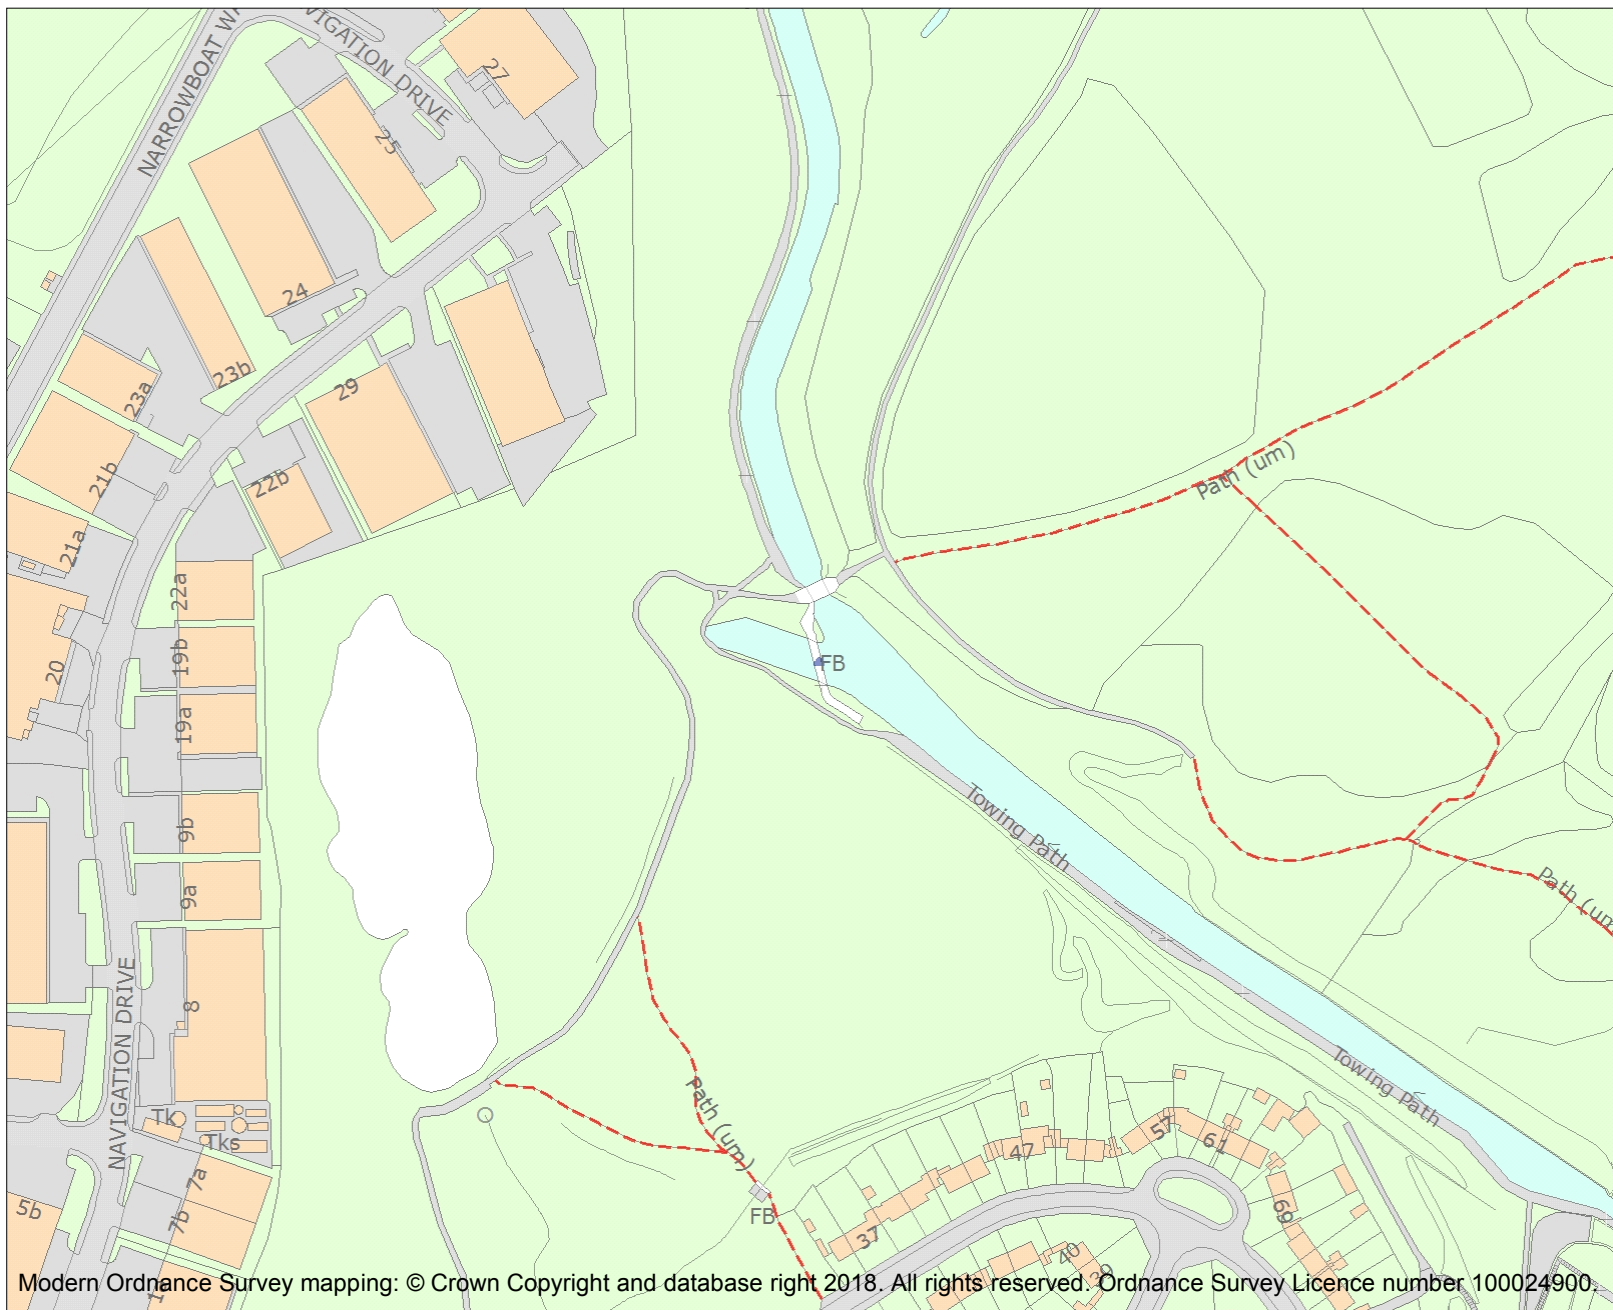 NARROWBOAT
NAVIGATION DRIVE
27
25
24
23b
23a
29
21b
22b
21a
22a
20
19b
19a
9b
9a
8
NAVIGATION DRIVE
Tk
Tks
7a
7b
5b
Path (um)
FB
Towing Path
Path (um)
Towing Path
Path (um)
FB
37
47
57
61
69
40
39
Modern Ordnance Survey mapping: © Crown Copyright and database right 2018. All rights reserved. Ordnance Survey Licence number 100024900.